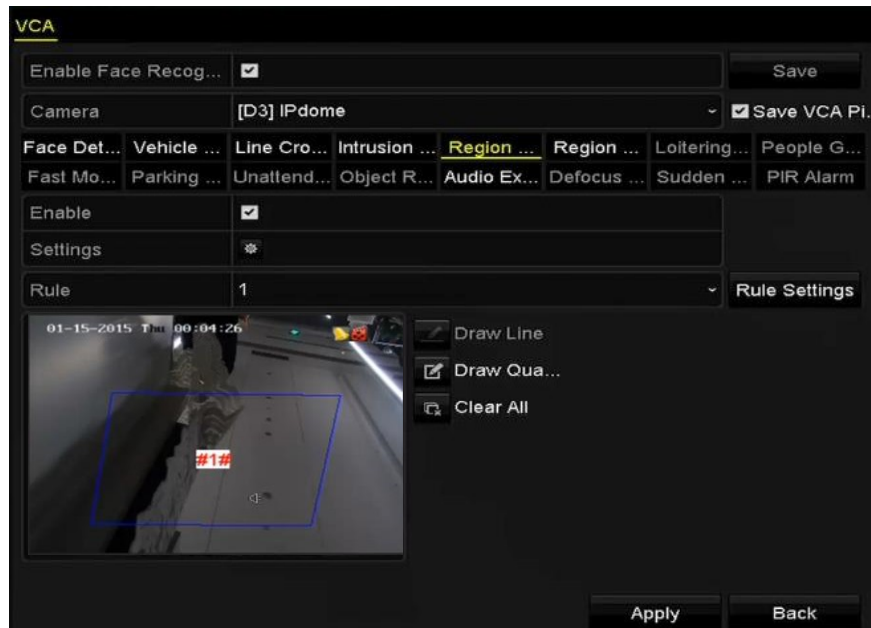 VCA
Enable Face Recog...
Save
Camera [D3] IPdome
Save VCA Pi.
Face Det... Vehicle ... Line Cro... Intrusion ... Region ... Region ... Loitering... People G...
Fast Mo... Parking ... Unattend... Object R... Audio Ex... Defocus ... Sudden ... PIR Alarm
Enable
Settings
Rule 1 Rule Settings
01-15-2015 Thu 00:04:26
Draw Line
Draw Qua...
Clear All
#1#
Apply Back